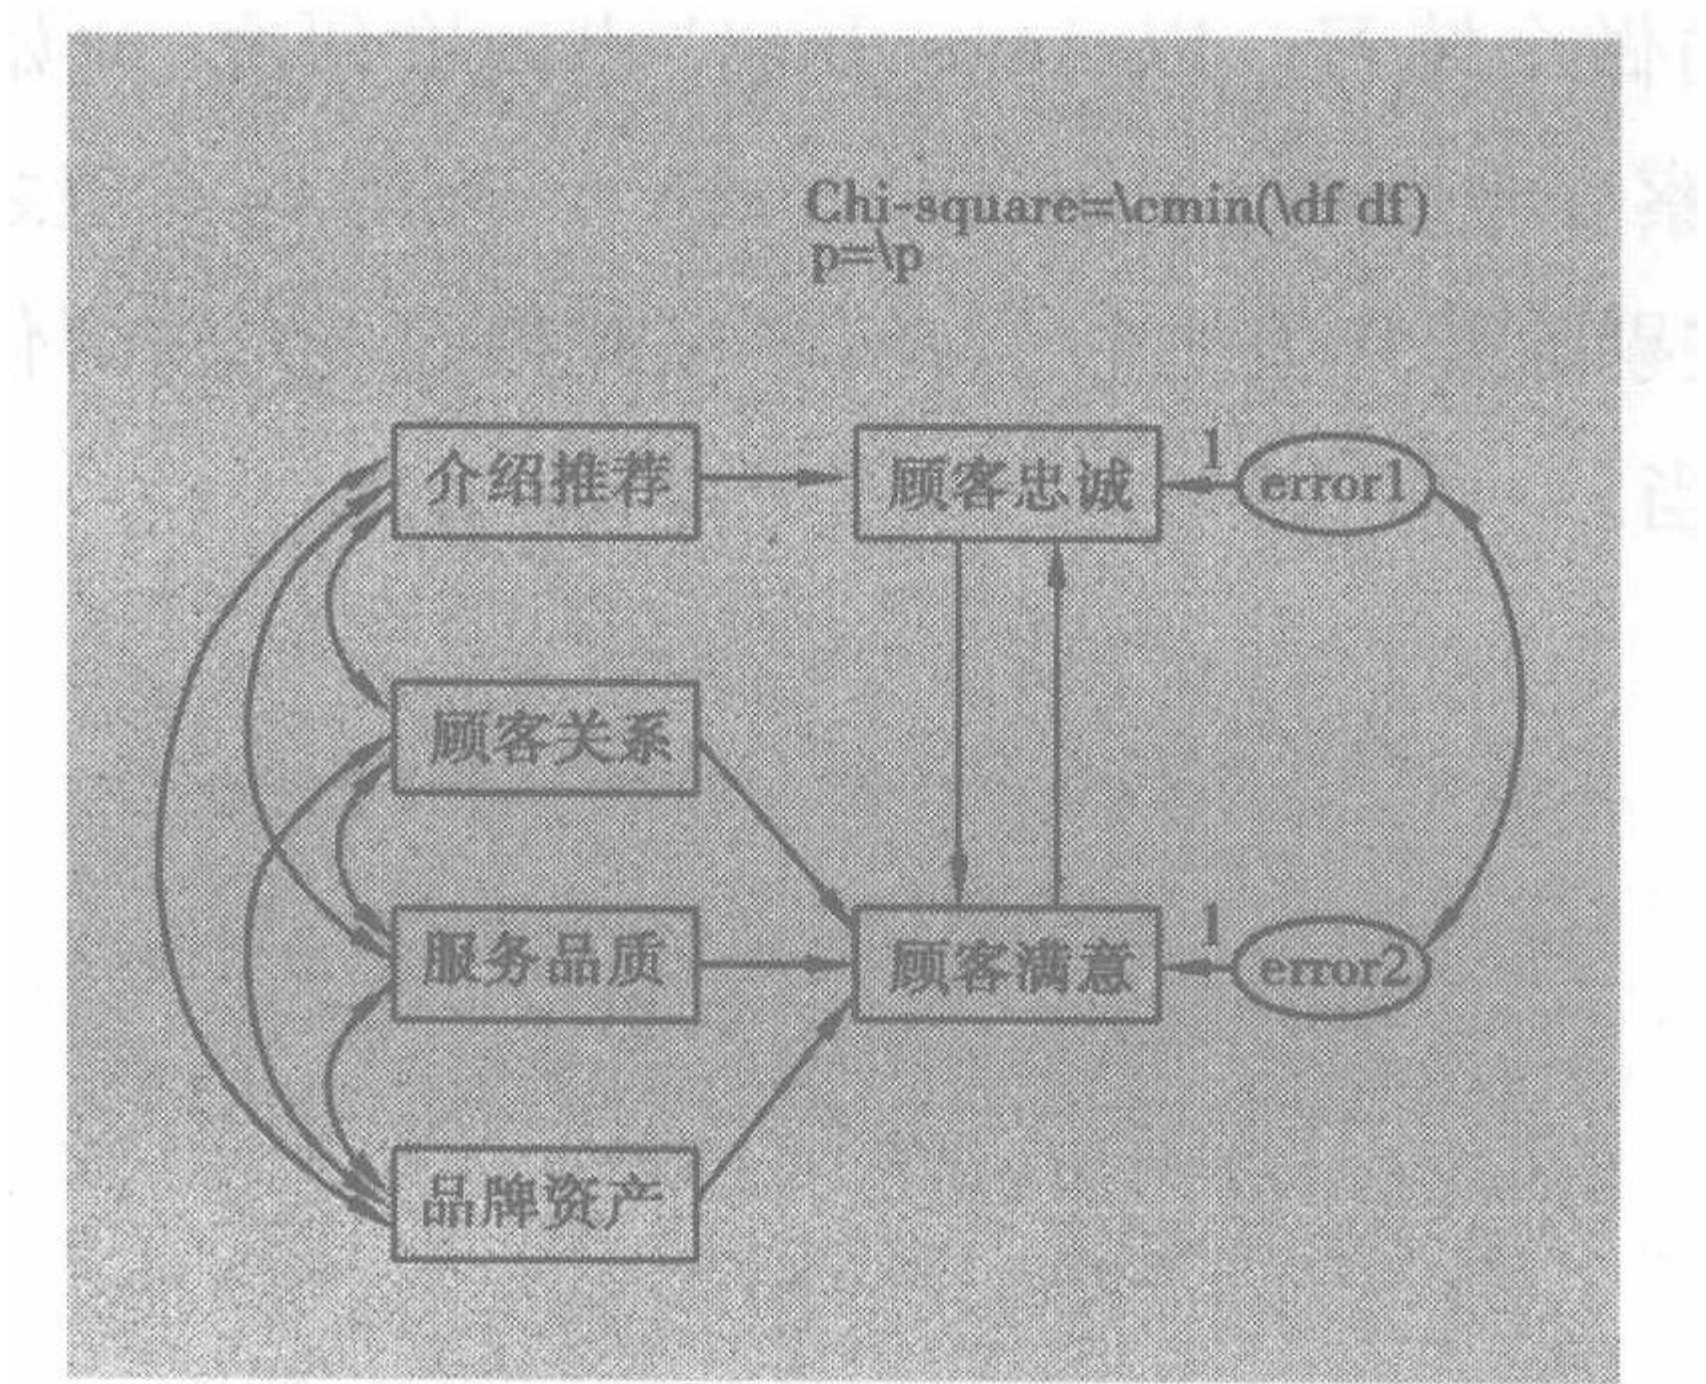 Chi-square=\cmin(\df df)
p=\p
介绍推荐
顾客忠诚
1
error1
顾客关系
服务品质
顾客满意
1
error2
品牌资产